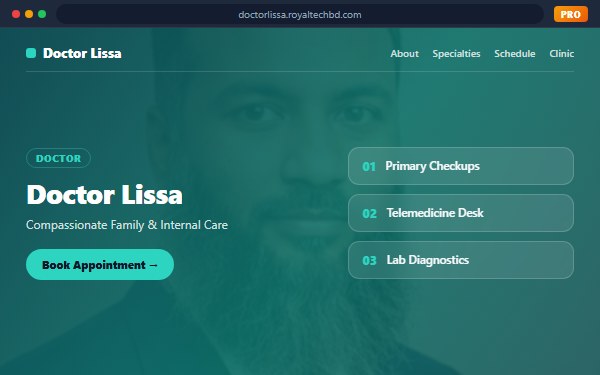 doctorlissa.royaltechbd.com
PRO
Doctor Lissa
About Specialties Schedule Clinic
DOCTOR
Doctor Lissa
Compassionate Family & Internal Care
Book Appointment →
01 Primary Checkups
02 Telemedicine Desk
03 Lab Diagnostics